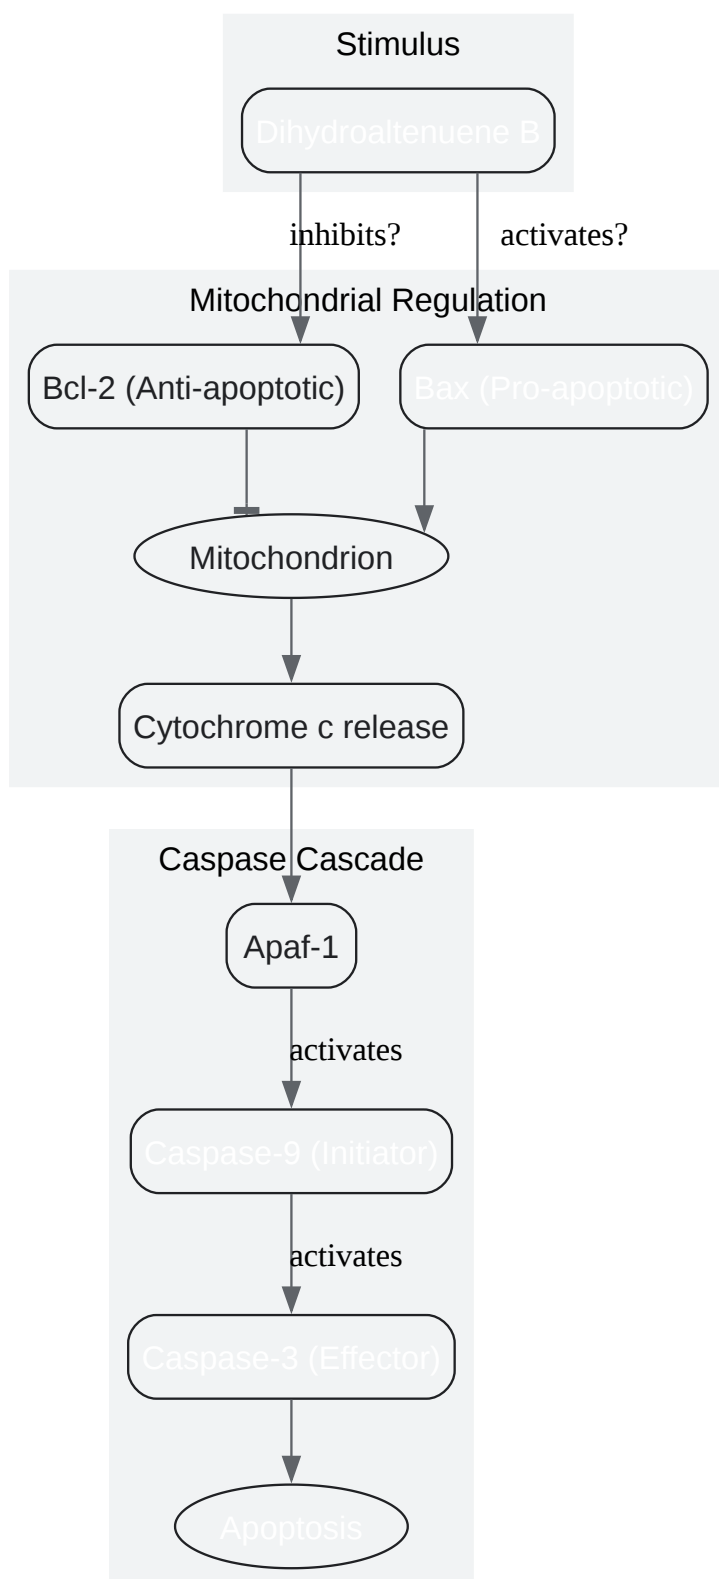 Stimulus
Dihydroaltenuene B
inhibits?
activates?
Mitochondrial Regulation
Bcl-2 (Anti-apoptotic)
Bax (Pro-apoptotic)
Mitochondrion
Cytochrome c release
Caspase Cascade
Apaf-1
activates
Caspase-9 (Initiator)
activates
Caspase-3 (Effector)
Apoptosis